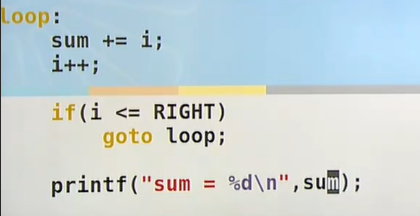 loop:
    sum += i;
    i++;

    if(i <= RIGHT)
        goto loop;

    printf("sum = %d\n",sum);